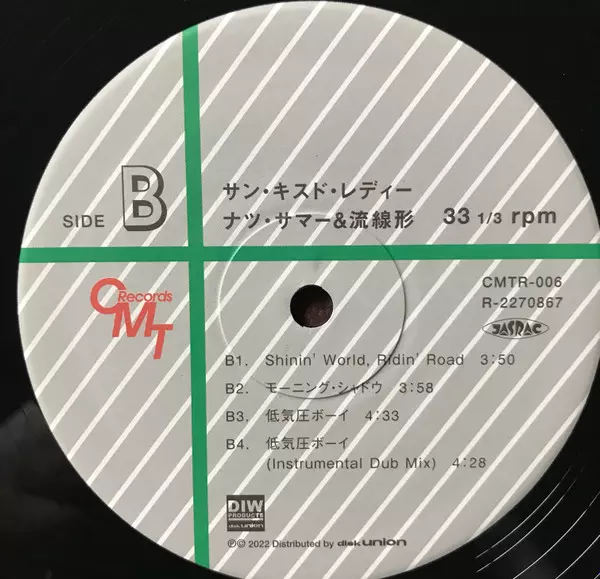 SIDE B
サン・キスド・レディー
ナツ・サマー&流線形 33 1/3 rpm
CMT Records
CMTR-006
R-2270867
JASRAC
B1. Shinin' World, Ridin' Road 3:50
B2. モーニング・シャドウ 3:58
B3. 低気圧ボーイ 4:33
B4. 低気圧ボーイ
(Instrumental Dub Mix) 4:28
DIW
PRODUCTS
disk union
℗© 2022 Distributed by disk union